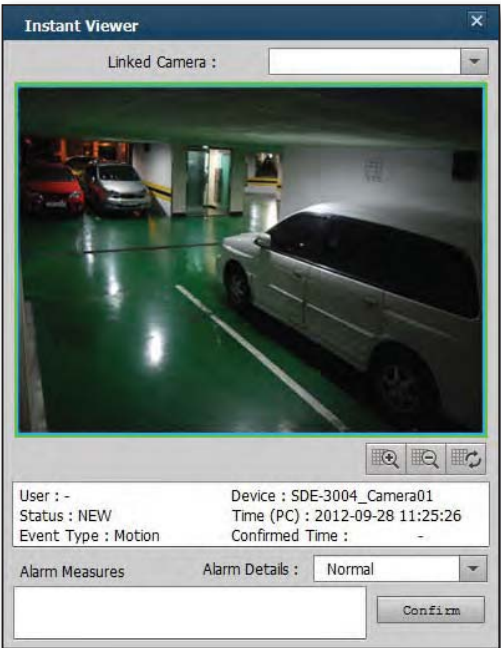 Instant Viewer
Linked Camera :
User : - Device : SDE-3004_Camera01
Status : NEW Time (PC) : 2012-09-28 11:25:26
Event Type : Motion Confirmed Time : -
Alarm Measures Alarm Details : Normal
Confirm